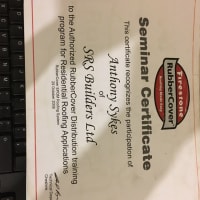 Firestone
RubberCover
Seminar Certificate
This certificate recognizes the participation of
Anthony Sykes
of
SRS Builders Ltd
to the Authorized RubberCover Distribution training
program for Residential Roofing Applications